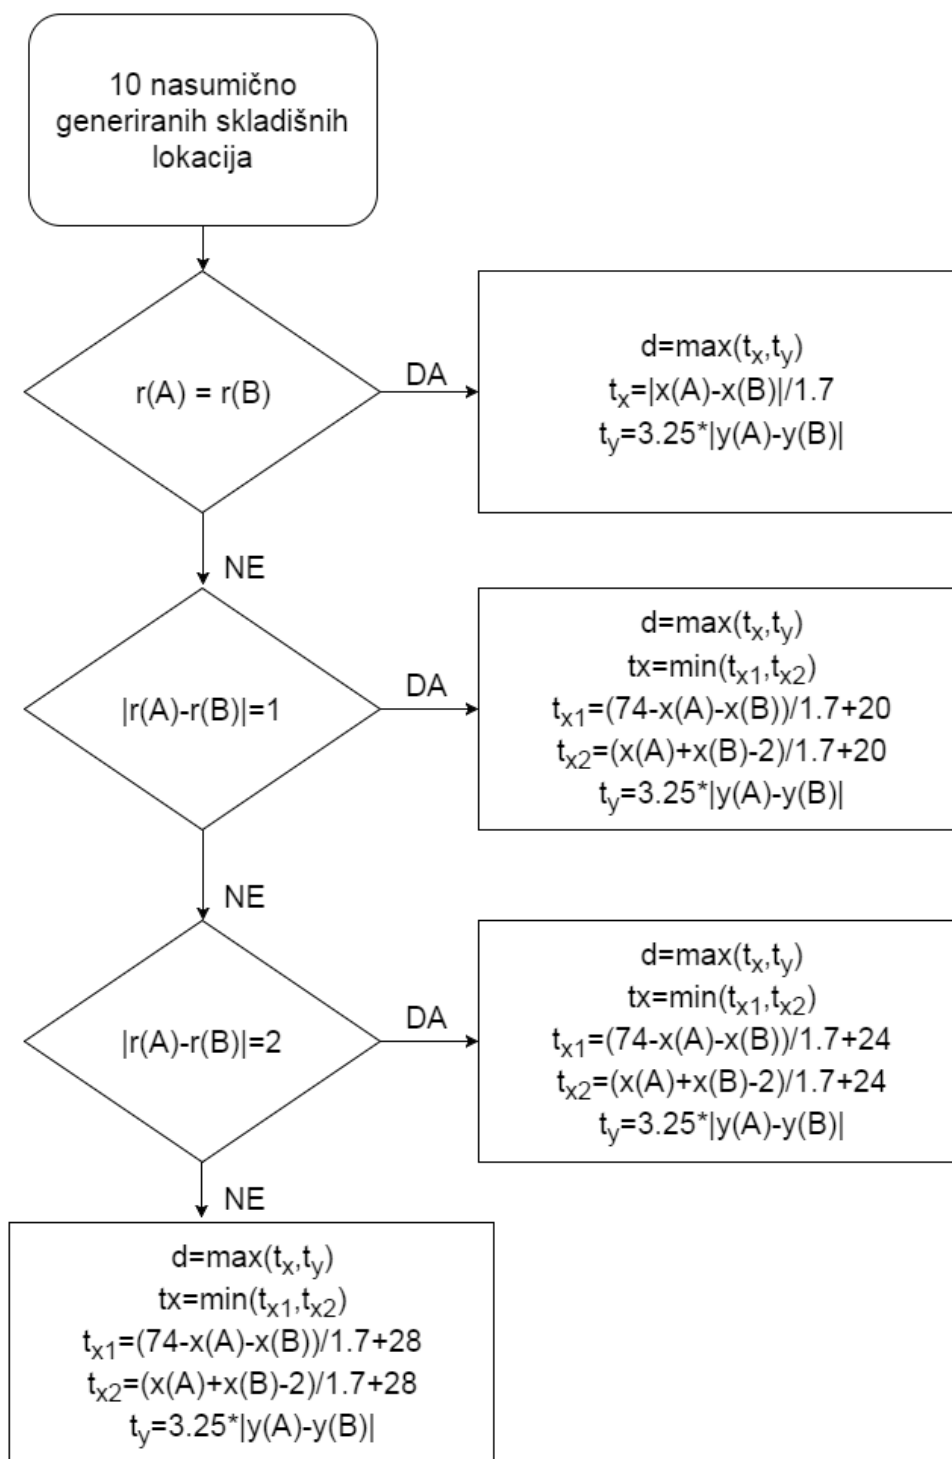 10 nasumično
generiranih skladišnih
lokacija
r(A) = r(B)
DA
d=max(tx,ty)
tx=|x(A)-x(B)|/1.7
ty=3.25*|y(A)-y(B)|
NE
|r(A)-r(B)|=1
DA
d=max(tx,ty)
tx=min(tx1,tx2)
tx1=(74-x(A)-x(B))/1.7+20
tx2=(x(A)+x(B)-2)/1.7+20
ty=3.25*|y(A)-y(B)|
NE
|r(A)-r(B)|=2
DA
d=max(tx,ty)
tx=min(tx1,tx2)
tx1=(74-x(A)-x(B))/1.7+24
tx2=(x(A)+x(B)-2)/1.7+24
ty=3.25*|y(A)-y(B)|
NE
d=max(tx,ty)
tx=min(tx1,tx2)
tx1=(74-x(A)-x(B))/1.7+28
tx2=(x(A)+x(B)-2)/1.7+28
ty=3.25*|y(A)-y(B)|